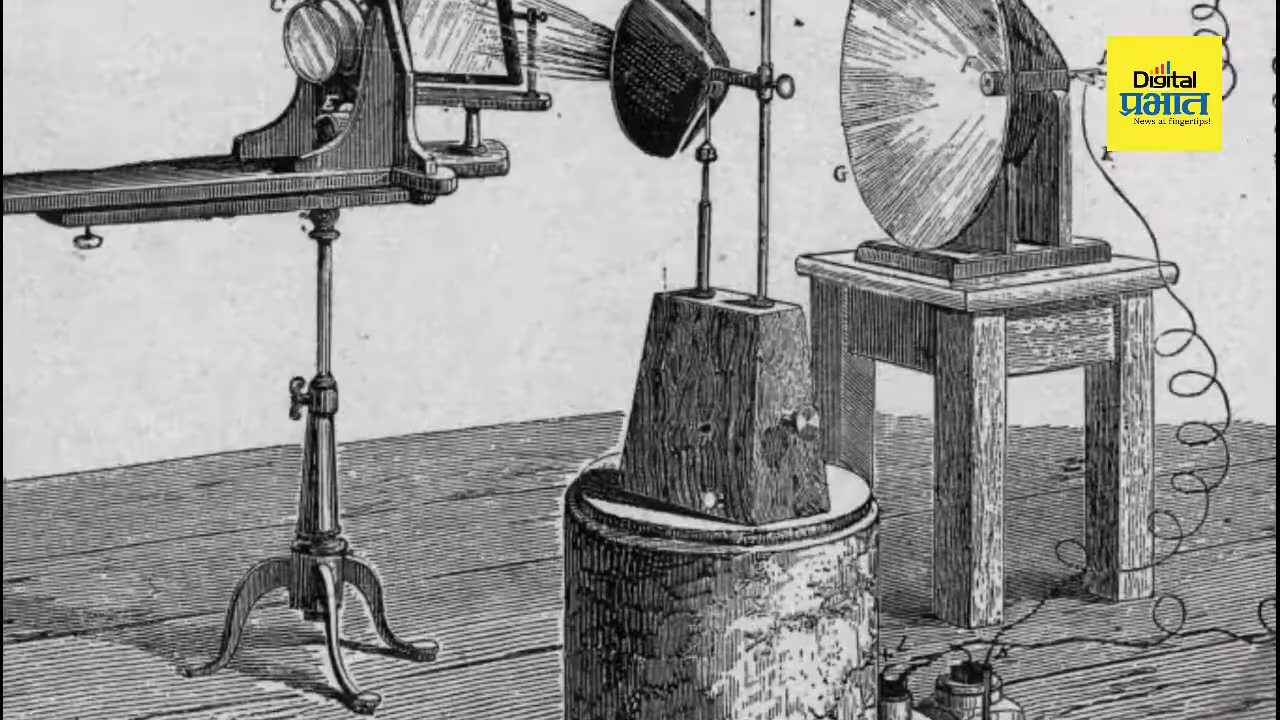 C
E
F
G
K
Digital
प्रभात
News at fingertips!